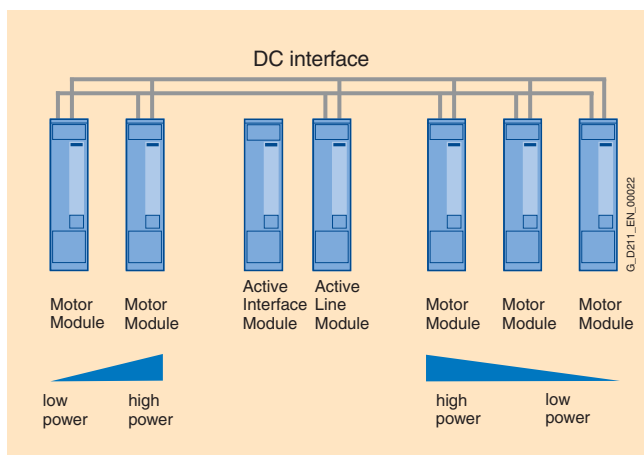 DC interface
G_D211_EN_00022
Motor
Module
Motor
Module
Active
Interface
Module
Active
Line
Module
Motor
Module
Motor
Module
Motor
Module
low
power
high
power
high
power
low
power